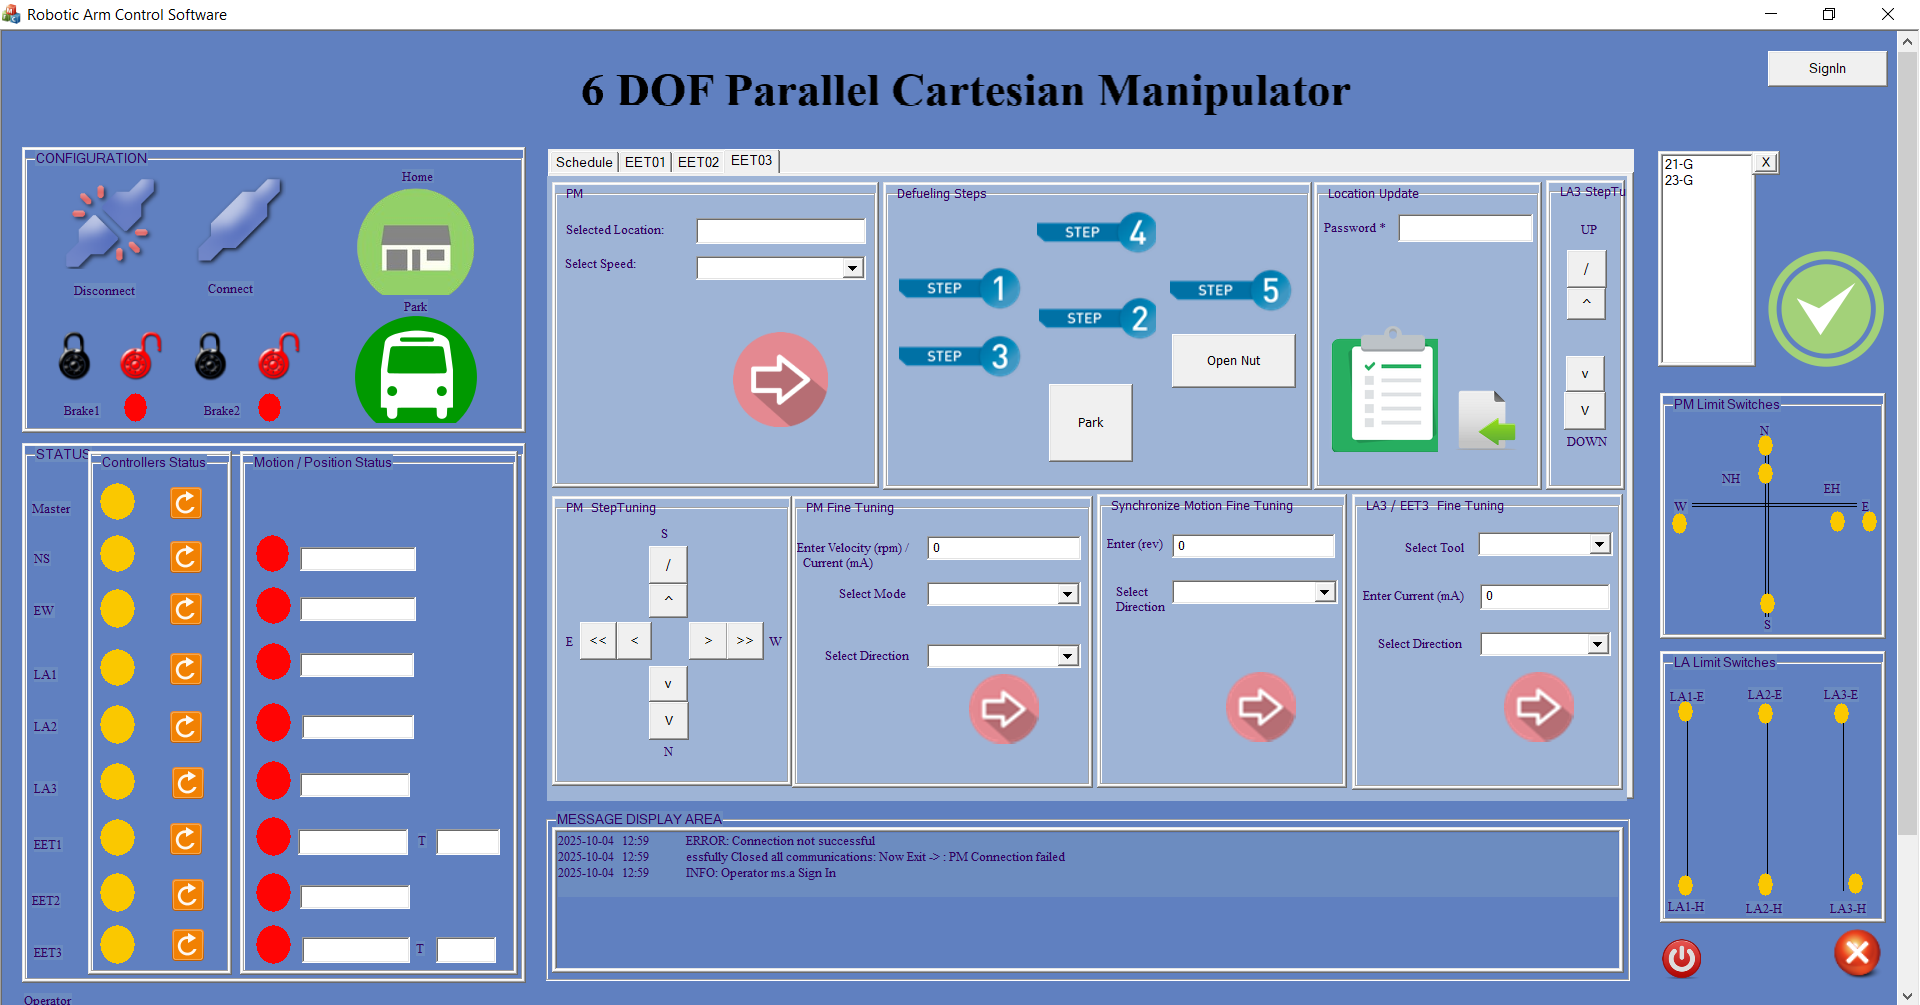 Robotic Arm Control Software
SignIn
6 DOF Parallel Cartesian Manipulator
CONFIGURATION
Home
Disconnect
Connect
Park
Brake1
Brake2
STATUS
Controllers Status
Motion / Position Status
Master
NS
EW
LA1
LA2
LA3
EET1
T
EET2
EET3
T
Operator
Schedule
EET01
EET02
EET03
PM
Selected Location:
Select Speed:
Defueling Steps
STEP 4
STEP 1
STEP 5
STEP 2
STEP 3
Open Nut
Park
Location Update
Password *
LA3 StepTu
UP
/
^
v
V
DOWN
PM StepTuning
S
/
^
E
<<
<
>
>>
W
v
V
N
PM Fine Tuning
Enter Velocity (rpm) /
Current (mA)
0
Select Mode
Select Direction
Synchronize Motion Fine Tuning
Enter (rev)
0
Select
Direction
LA3 / EET3 Fine Tuning
Select Tool
Enter Current (mA)
0
Select Direction
MESSAGE DISPLAY AREA
2025-10-04 12:59 ERROR: Connection not successful
2025-10-04 12:59 essfully Closed all communications: Now Exit -> : PM Connection failed
2025-10-04 12:59 INFO: Operator ms.a Sign In
21-G
23-G
X
PM Limit Switches
N
NH
EH
W
E
S
LA Limit Switches
LA1-E
LA2-E
LA3-E
LA1-H
LA2-H
LA3-H